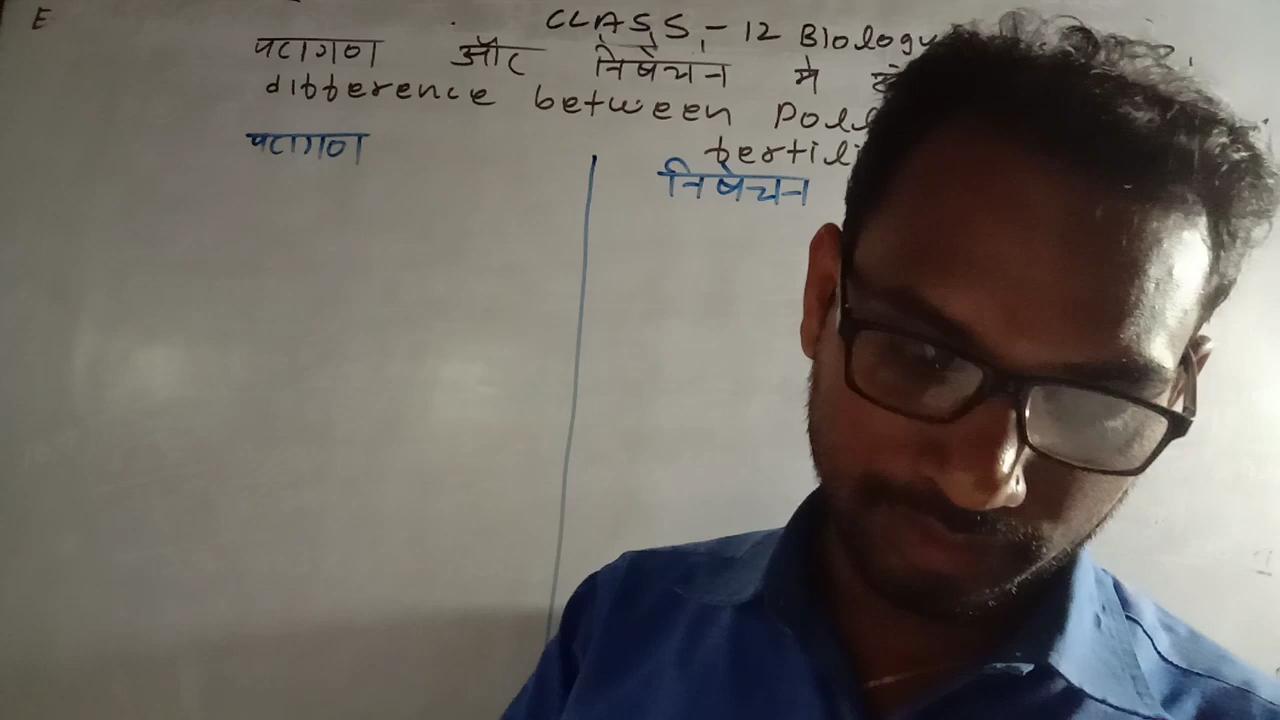 E
CLASS - 12 Biology
परागण और निषेचन मे
difference between
परागण
निषेचन